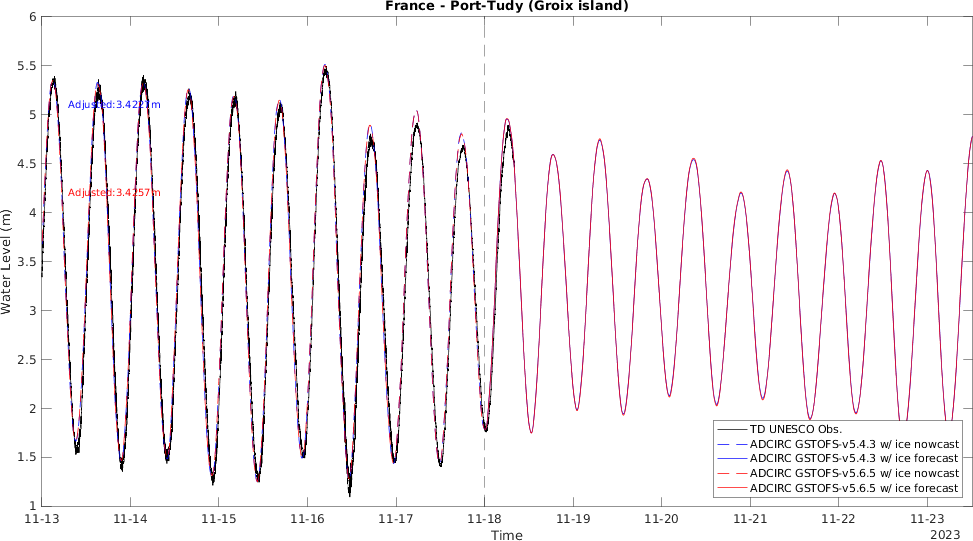 France - Port-Tudy (Groix island)
Water Level (m)
6
5.5
5
4.5
4
3.5
3
2.5
2
1.5
1
Adjusted:3.4227m
Adjusted:3.4257m
TD UNESCO Obs.
ADCIRC GSTOFS-v5.4.3 w/ ice nowcast
ADCIRC GSTOFS-v5.4.3 w/ ice forecast
ADCIRC GSTOFS-v5.6.5 w/ ice nowcast
ADCIRC GSTOFS-v5.6.5 w/ ice forecast
11-13 11-14 11-15 11-16 11-17 11-18 11-19 11-20 11-21 11-22 11-23
Time
2023